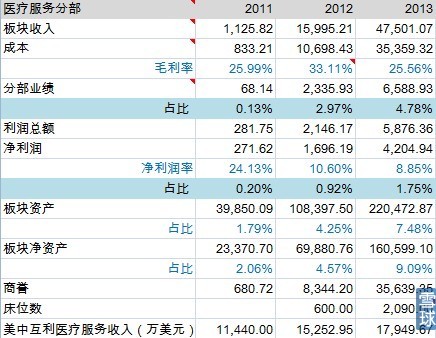 医疗服务分部 2011 2012 2013
板块收入 1,125.82 15,995.21 47,501.07
成本 833.21 10,698.43 35,359.32
毛利率 25.99% 33.11% 25.56%
分部业绩 68.14 2,335.93 6,588.93
占比 0.13% 2.97% 4.78%
利润总额 281.75 2,146.17 5,876.36
净利润 271.62 1,696.19 4,204.94
净利润率 24.13% 10.60% 8.85%
占比 0.20% 0.92% 1.75%
板块资产 39,850.09 108,397.50 220,472.87
占比 1.79% 4.25% 7.48%
板块净资产 23,370.70 69,880.76 160,599.10
占比 2.06% 4.57% 9.09%
商誉 680.72 8,344.20
床位数 600.00
美中互利医疗服务收入（万美元） 11,440.00 15,252.95
雪球